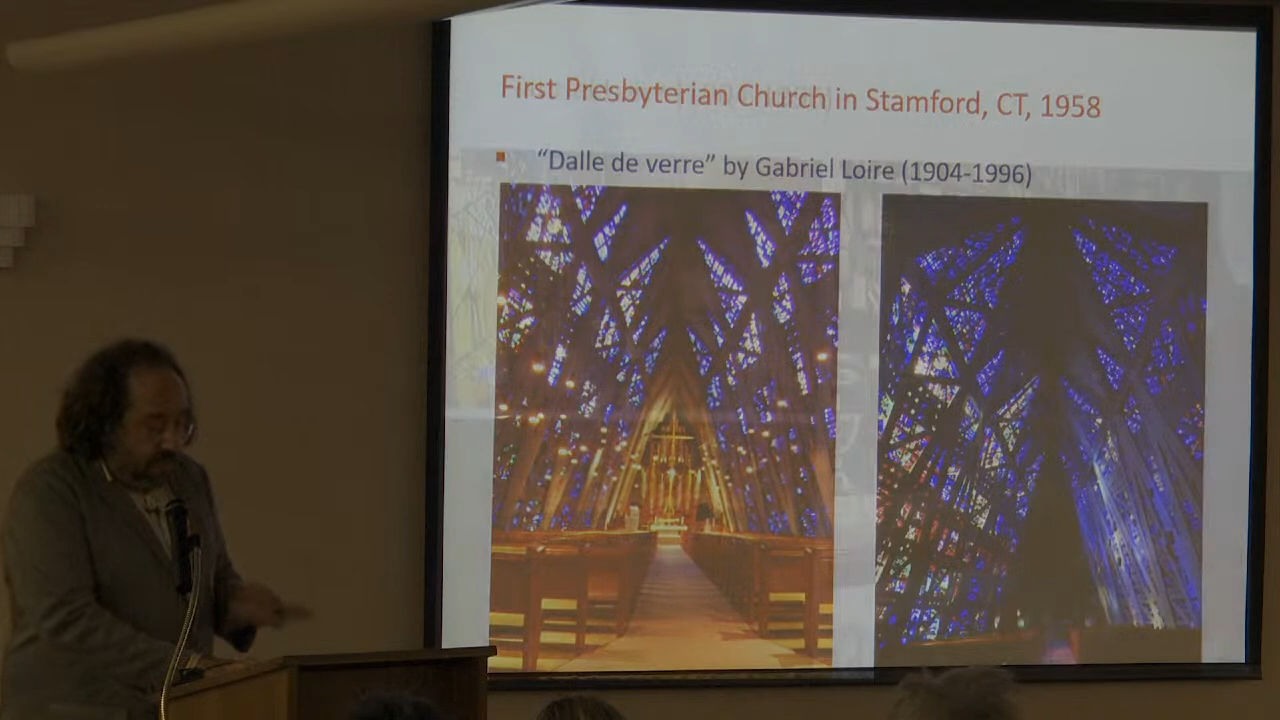 First Presbyterian Church in Stamford, CT, 1958
“Dalle de verre” by Gabriel Loire (1904-1996)